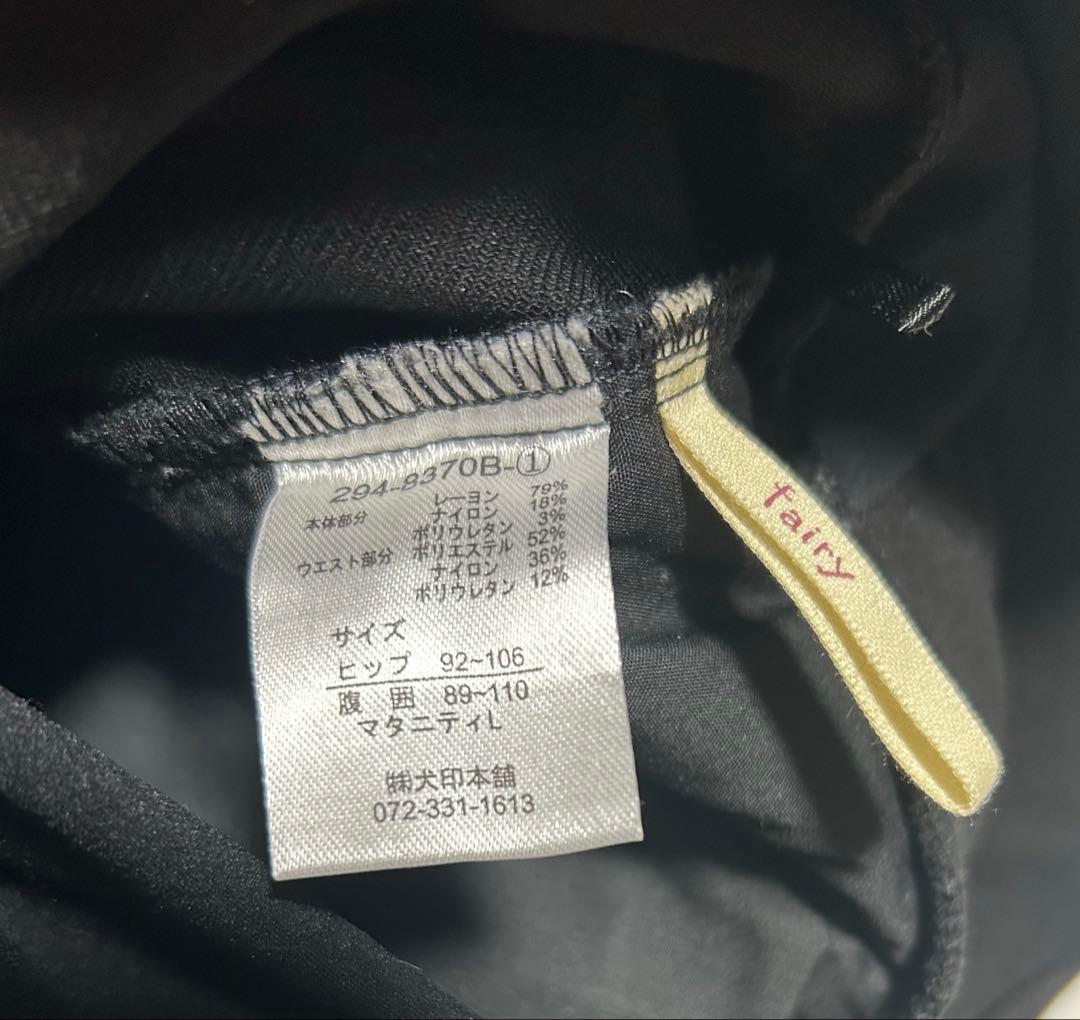 294-8370B-①
本体部分 レーヨン 79%
ナイロン 18%
ポリウレタン 3%
ウエスト部分 ポリエステル 52%
ナイロン 36%
ポリウレタン 12%
サイズ
ヒップ 92~106
腹囲 89~110
マタニティL
㈱犬印本舗
072-331-1613
fairy